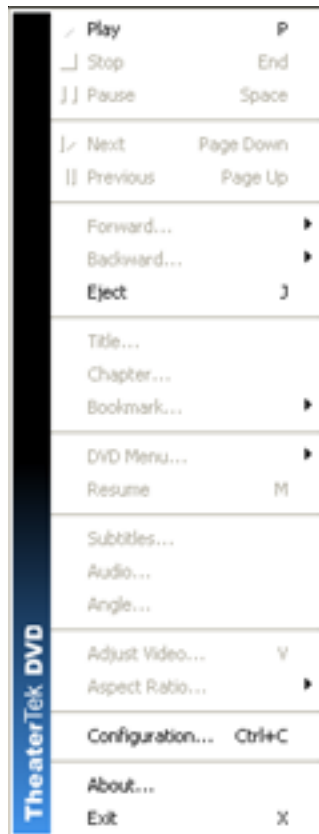 Play P
Stop End
Pause Space
Next Page Down
Previous Page Up
Forward...
Backward...
Eject J
Title...
Chapter...
Bookmark...
DVD Menu...
Resume M
Subtitles...
Audio...
Angle...
Adjust Video... V
Aspect Ratio...
Configuration... Ctrl+C
About...
Exit X
TheaterTek DVD